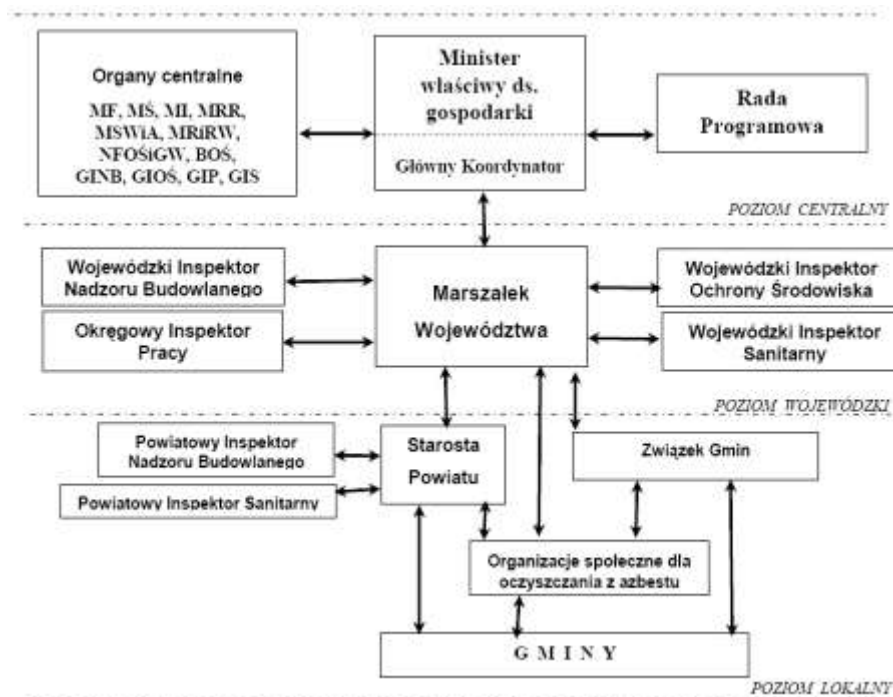 Organy centralne
MF, MŚ, MI, MRR,
MSWiA, MRiRW,
NFOŚiGW, BOŚ,
GINB, GIOŚ, GIP, GIS
Minister
właściwy ds.
gospodarki
Główny Koordynator
Rada
Programowa
POZIOM CENTRALNY
Wojewódzki Inspektor
Nadzoru Budowlanego
Okręgowy Inspektor
Pracy
Marszałek
Województwa
Wojewódzki Inspektor
Ochrony Środowiska
Wojewódzki Inspektor
Sanitarny
POZIOM WOJEWÓDZKI
Powiatowy Inspektor
Nadzoru Budowlanego
Powiatowy Inspektor Sanitarny
Starosta
Powiatu
Związek Gmin
Organizacje społeczne dla
oczyszczania z azbestu
G M I N Y
POZIOM LOKALNY